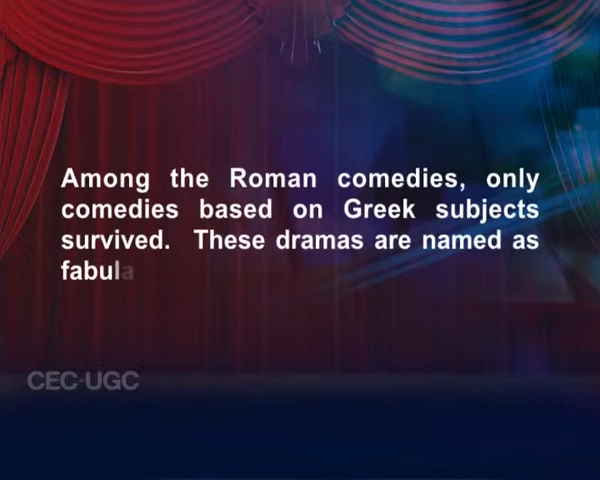 Among the Roman comedies, only
comedies based on Greek subjects
survived. These dramas are named as
fabula
CEC-UGC